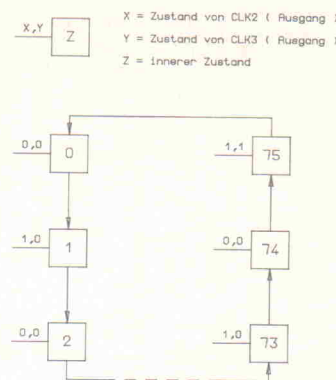 X,Y
Z
X = Zustand von CLK2 ( Ausgang
Y = Zustand von CLK3 ( Ausgang
Z = innerer Zustand
0,0
0
1,1
75
1,0
1
0,0
74
0,0
2
1,0
73